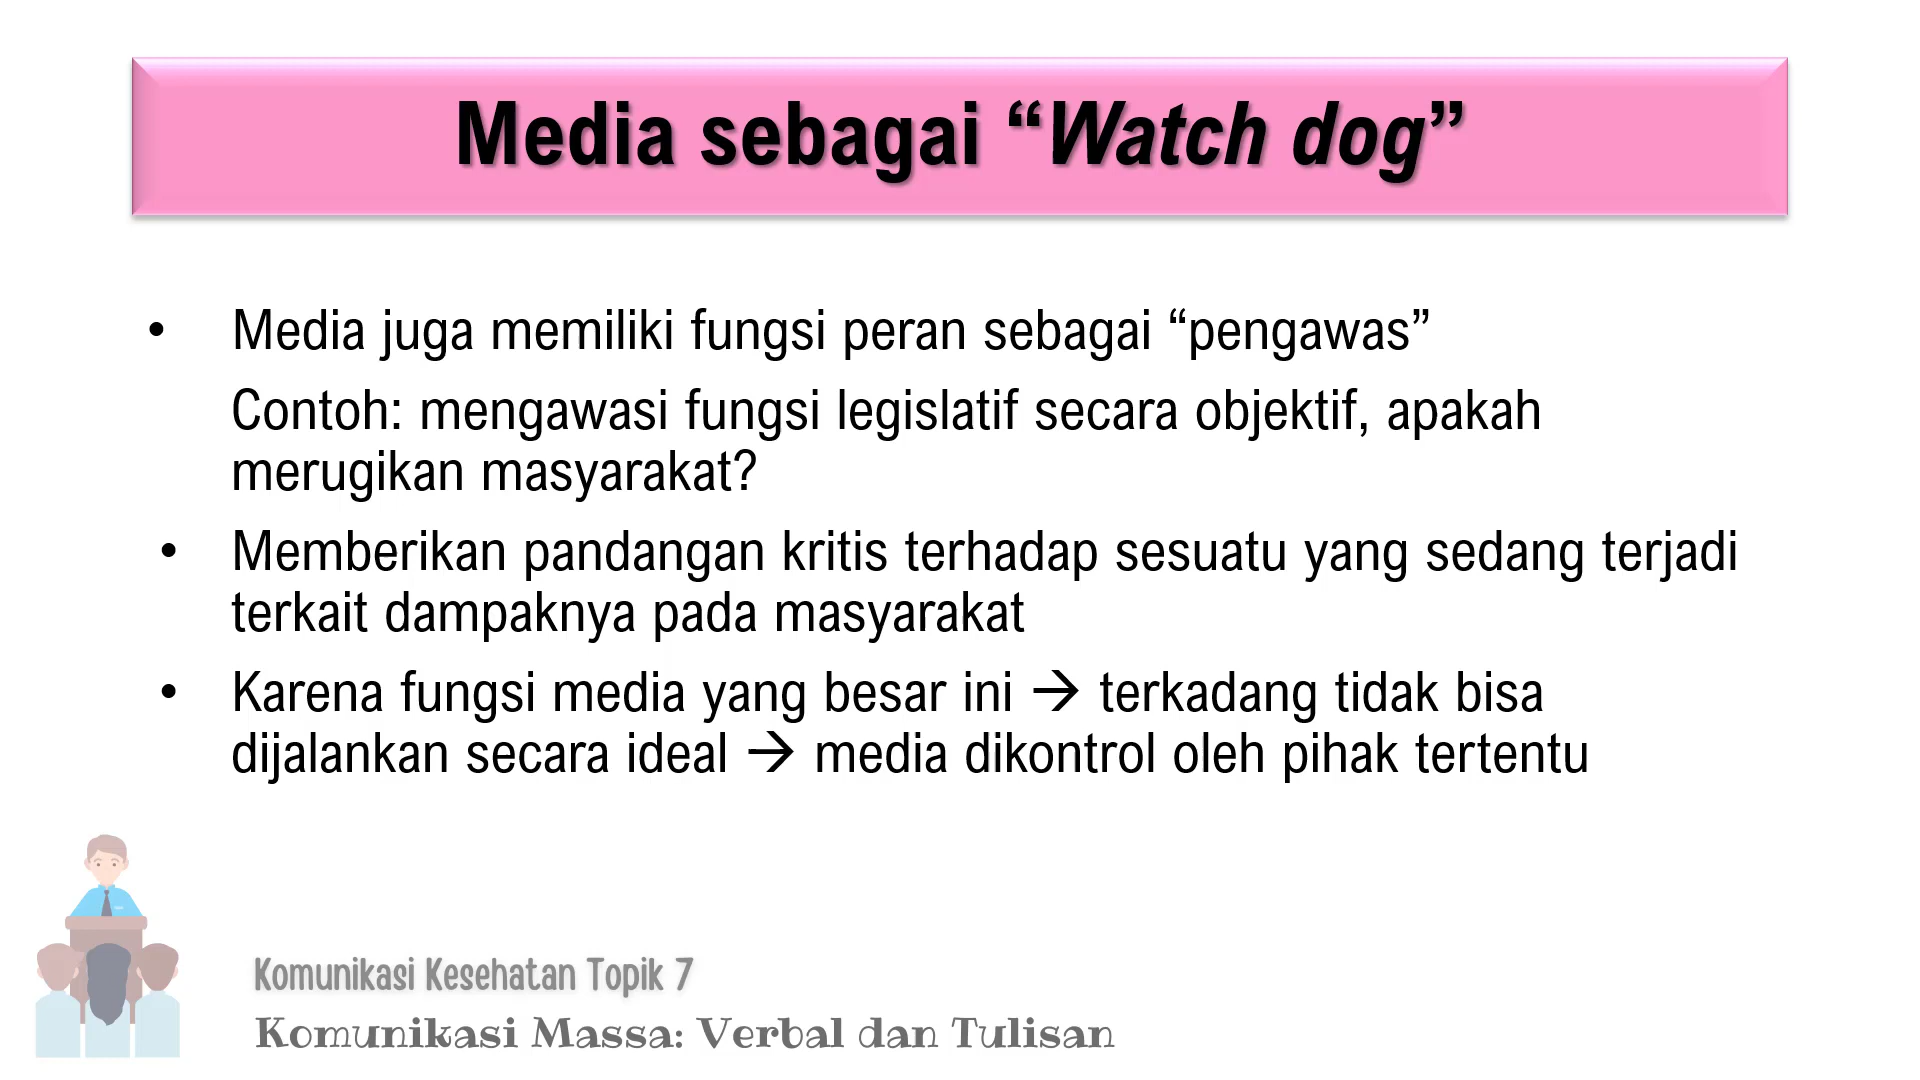 Media sebagai “Watch dog”
• Media juga memiliki fungsi peran sebagai “pengawas”
Contoh: mengawasi fungsi legislatif secara objektif, apakah
merugikan masyarakat?
• Memberikan pandangan kritis terhadap sesuatu yang sedang terjadi
terkait dampaknya pada masyarakat
• Karena fungsi media yang besar ini → terkadang tidak bisa
dijalankan secara ideal → media dikontrol oleh pihak tertentu
Komunikasi Kesehatan Topik 7
Komunikasi Massa: Verbal dan Tulisan